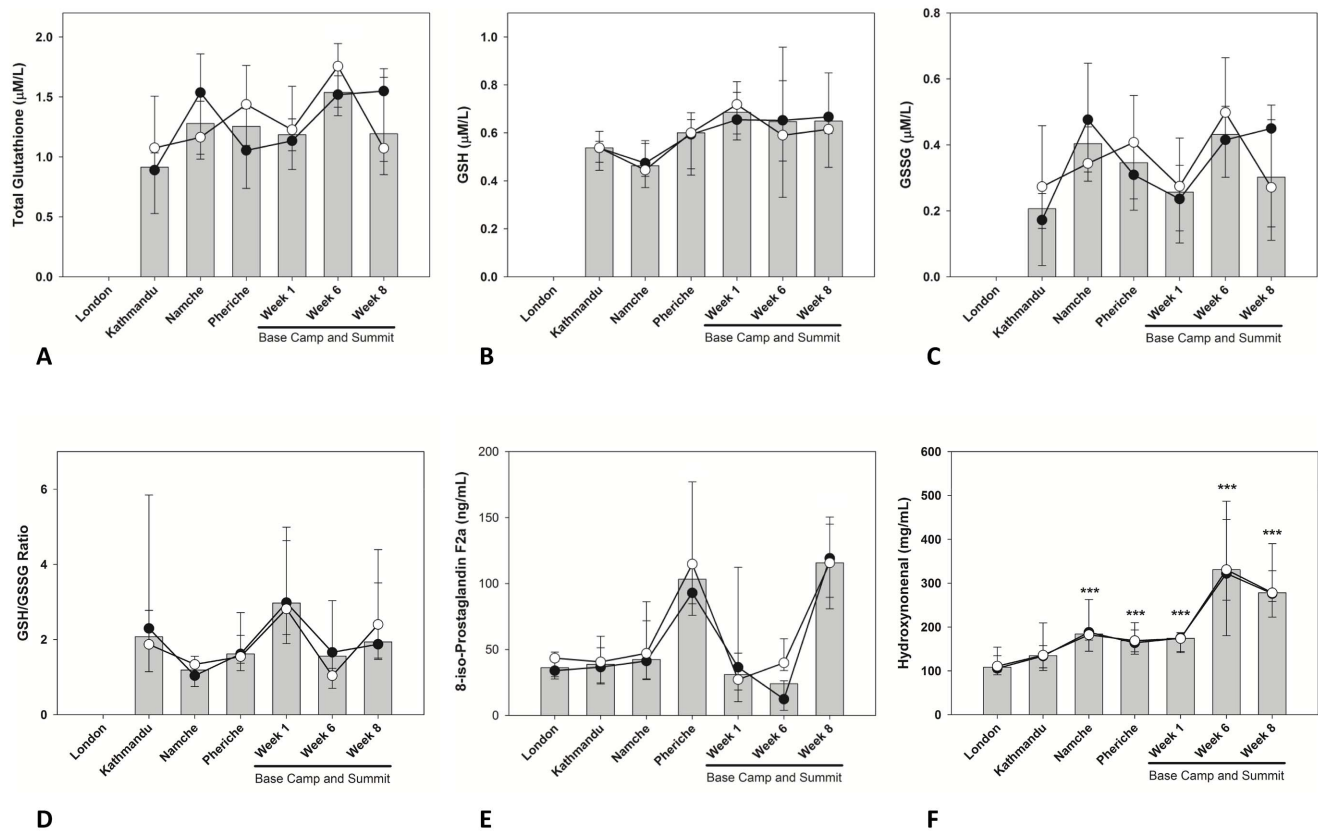 Total Glutathione (µM/L)
2.0
1.5
1.0
0.5
0.0
London
Kathmandu
Namche
Pheriche
Week 1
Week 6
Week 8
Base Camp and Summit
A
GSH (µM/L)
1.0
0.8
0.6
0.4
0.2
0.0
London
Kathmandu
Namche
Pheriche
Week 1
Week 6
Week 8
Base Camp and Summit
B
GSSG (µM/L)
0.8
0.6
0.4
0.2
0.0
London
Kathmandu
Namche
Pheriche
Week 1
Week 6
Week 8
Base Camp and Summit
C
GSH/GSSG Ratio
6
4
2
0
London
Kathmandu
Namche
Pheriche
Week 1
Week 6
Week 8
Base Camp and Summit
D
8-iso-Prostaglandin F2a (ng/mL)
200
150
100
50
0
London
Kathmandu
Namche
Pheriche
Week 1
Week 6
Week 8
Base Camp and Summit
E
Hydroxynonenal (mg/mL)
600
500
400
300
200
100
0
***
***
***
***
***
London
Kathmandu
Namche
Pheriche
Week 1
Week 6
Week 8
Base Camp and Summit
F